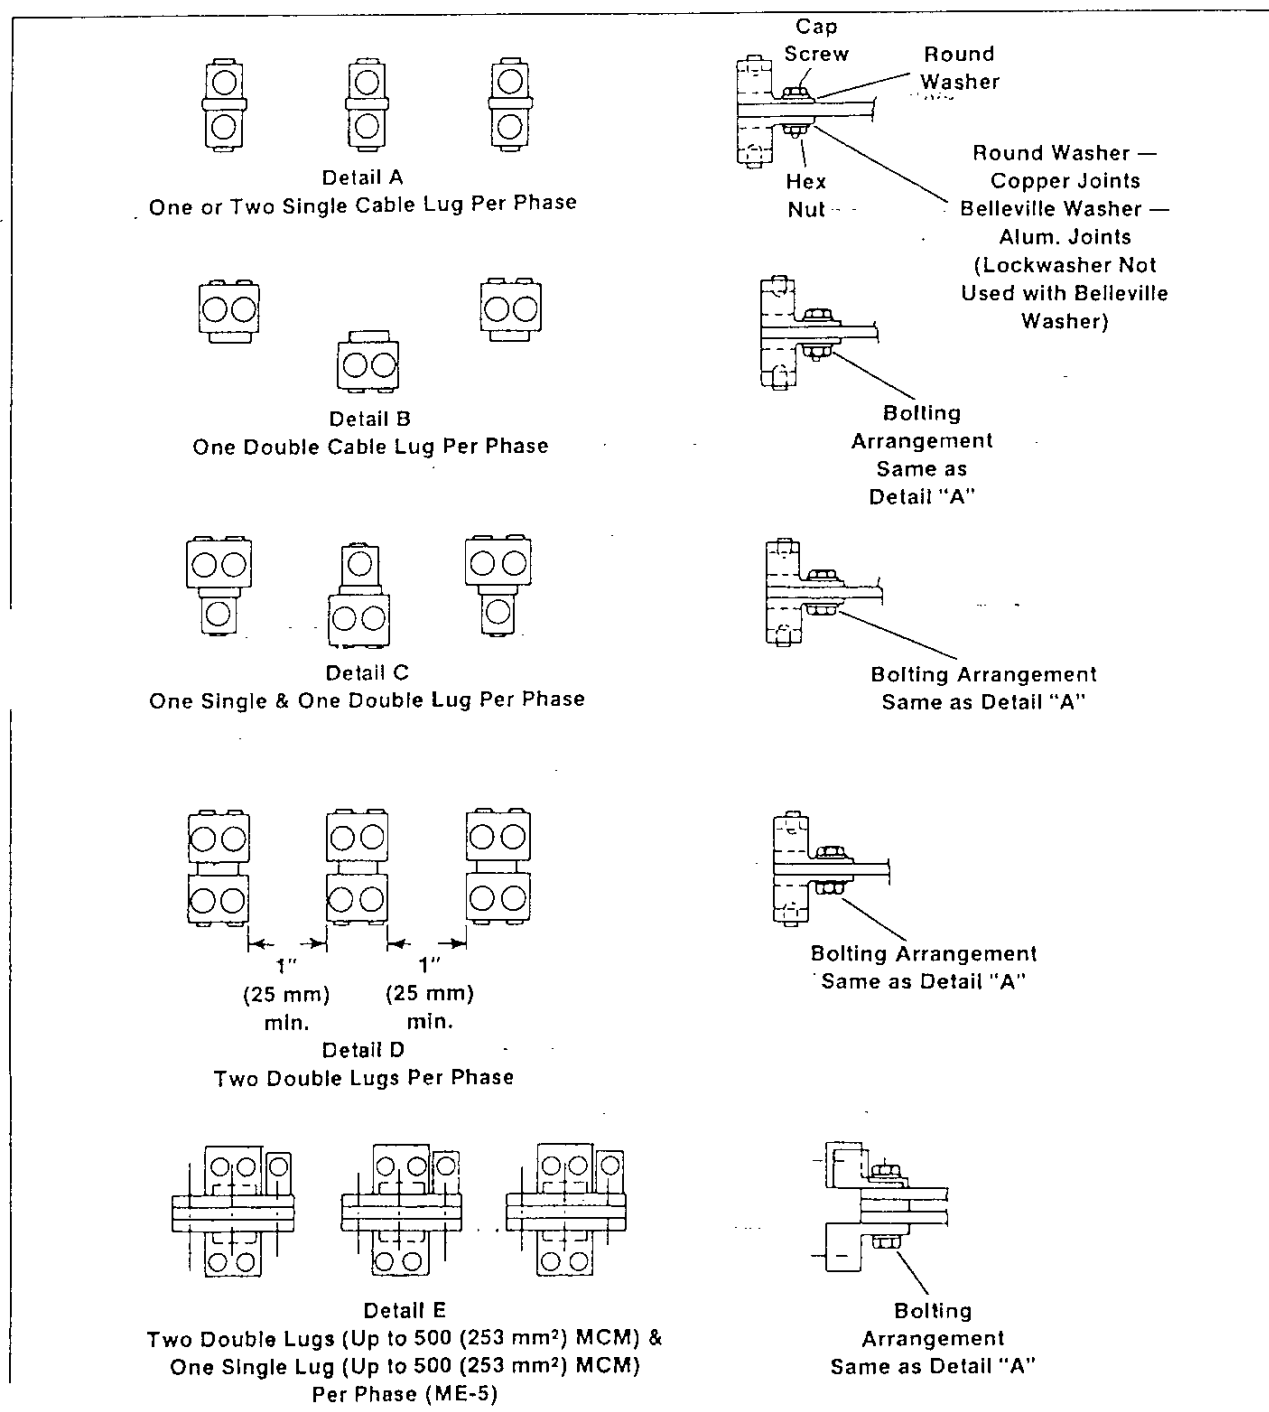 Cap
Screw
Round
Washer
Detail A
One or Two Single Cable Lug Per Phase
Hex
Nut
Round Washer —
Copper Joints
Belleville Washer —
Alum. Joints
(Lockwasher Not
Used with Belleville
Washer)
Detail B
One Double Cable Lug Per Phase
Bolting
Arrangement
Same as
Detail "A"
Detail C
One Single & One Double Lug Per Phase
Bolting Arrangement
Same as Detail "A"
1"
(25 mm)
min.
1"
(25 mm)
min.
Detail D
Two Double Lugs Per Phase
Bolting Arrangement
Same as Detail "A"
Detail E
Two Double Lugs (Up to 500 (253 mm²) MCM) &
One Single Lug (Up to 500 (253 mm²) MCM)
Per Phase (ME-5)
Bolting
Arrangement
Same as Detail "A"